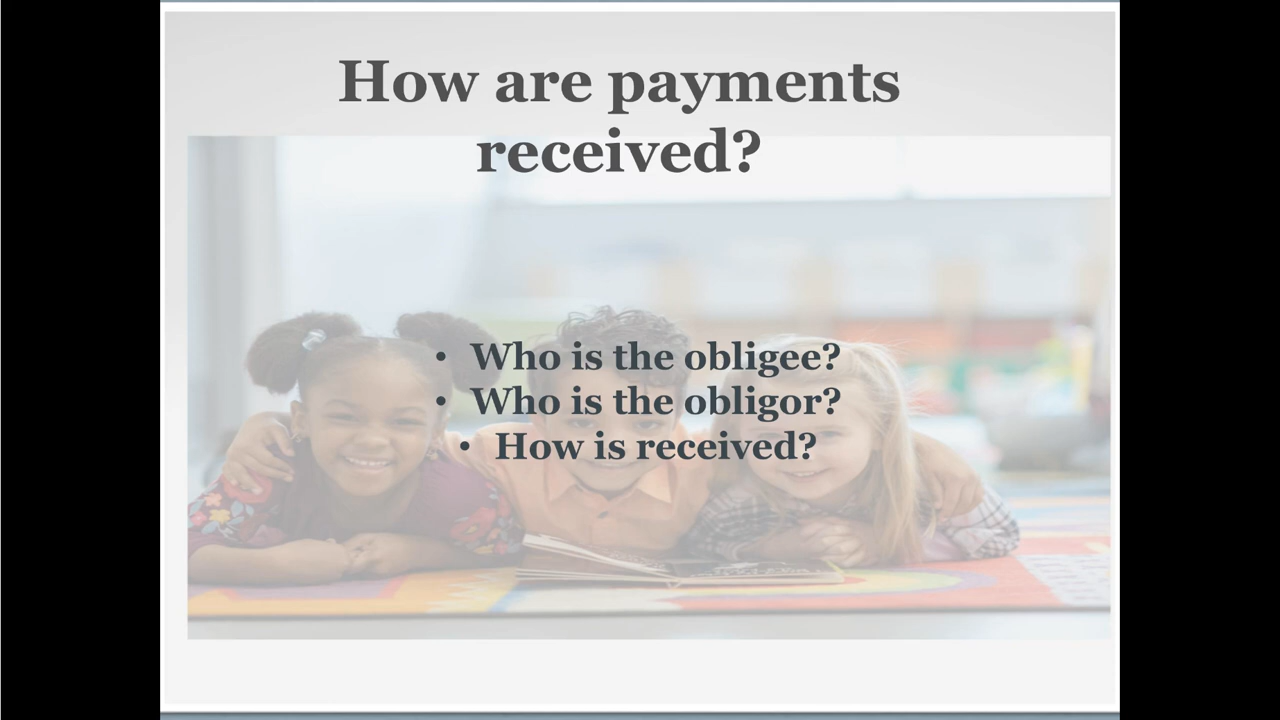 How are payments
received?
• Who is the obligee?
• Who is the obligor?
• How is received?